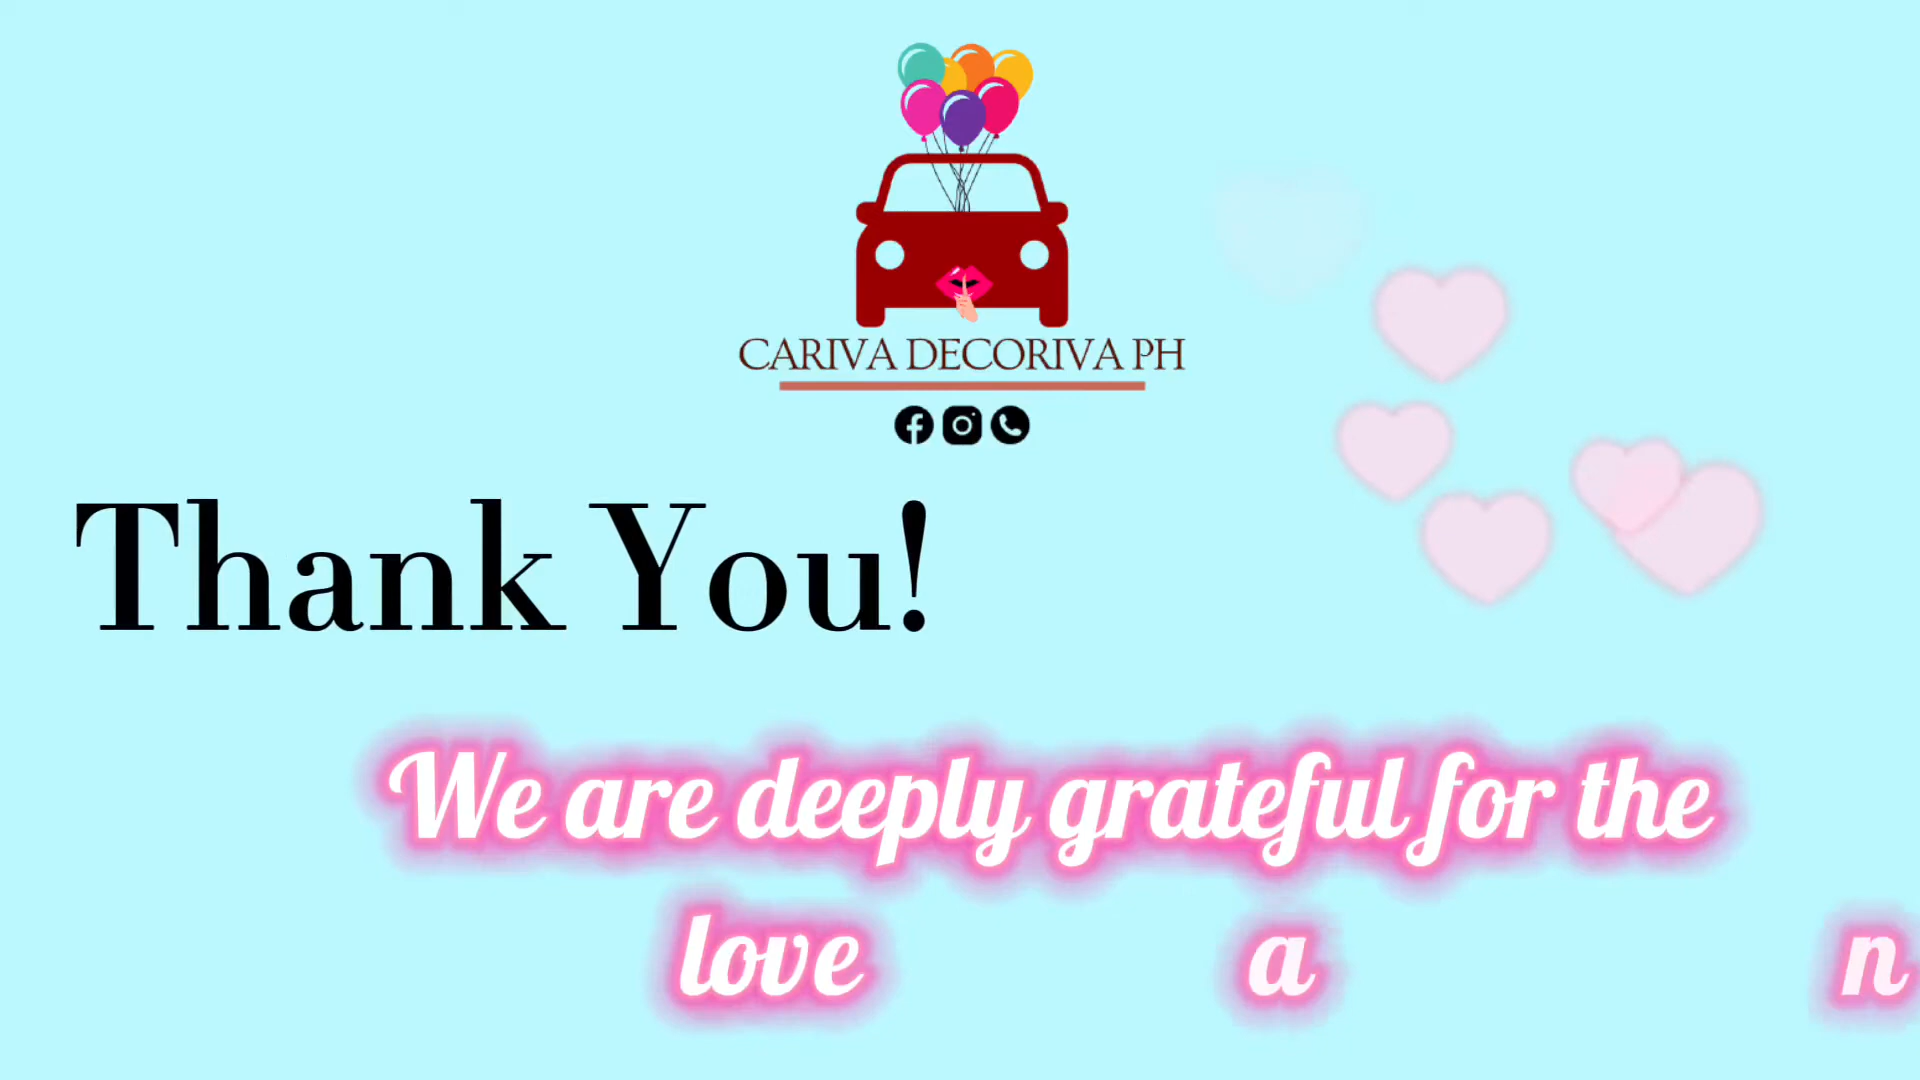 CARIVA DECORIVA PH
Thank You!
We are deeply grateful for the
love a n